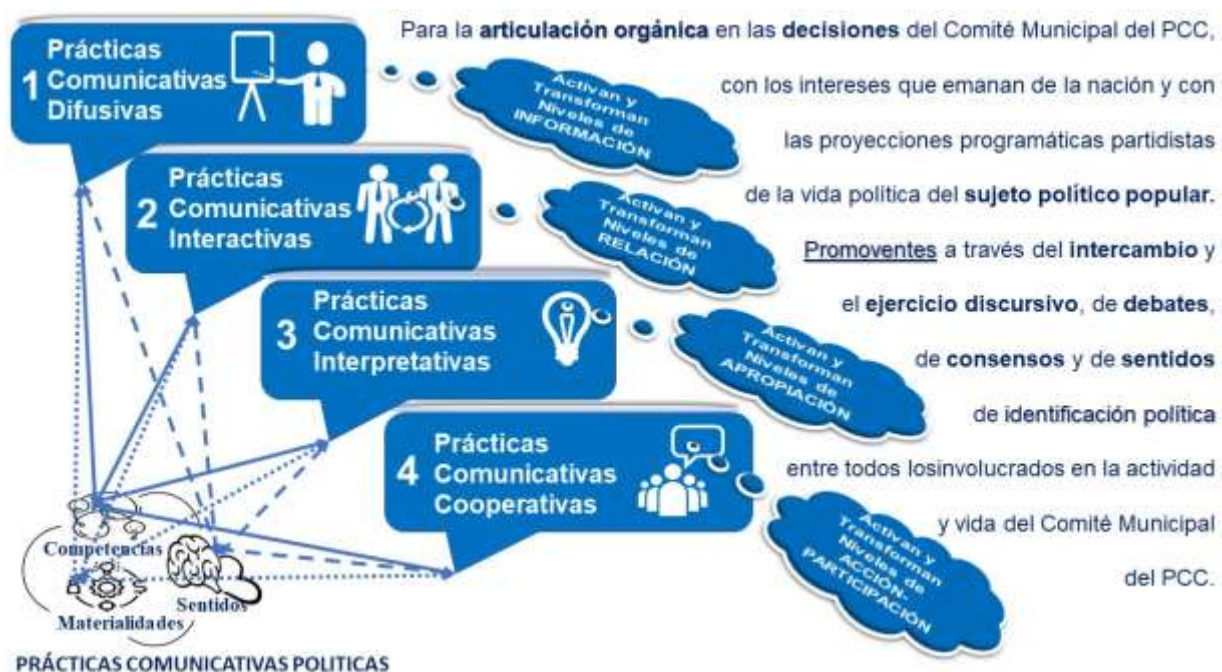 1 Prácticas
Comunicativas
Difusivas
Activan y
Transforman
Niveles de
INFORMACIÓN
2 Prácticas
Comunicativas
Interactivas
Activan y
Transforman
Niveles de
RELACIÓN
3 Prácticas
Comunicativas
Interpretativas
Activan y
Transforman
Niveles de
APROPIACIÓN
4 Prácticas
Comunicativas
Cooperativas
Activan y
Transforman
Niveles de
ACCIÓN-
PARTICIPACIÓN
Para la articulación orgánica en las decisiones del Comité Municipal del PCC,
con los intereses que emanan de la nación y con
las proyecciones programáticas partidistas
de la vida política del sujeto político popular.
Promoventes a través del intercambio y
el ejercicio discursivo, de debates,
de consensos y de sentidos
de identificación política
entre todos losinvolucrados en la actividad
y vida del Comité Municipal
del PCC.
Competencias
Sentidos
Materialidades
PRÁCTICAS COMUNICATIVAS POLITICAS